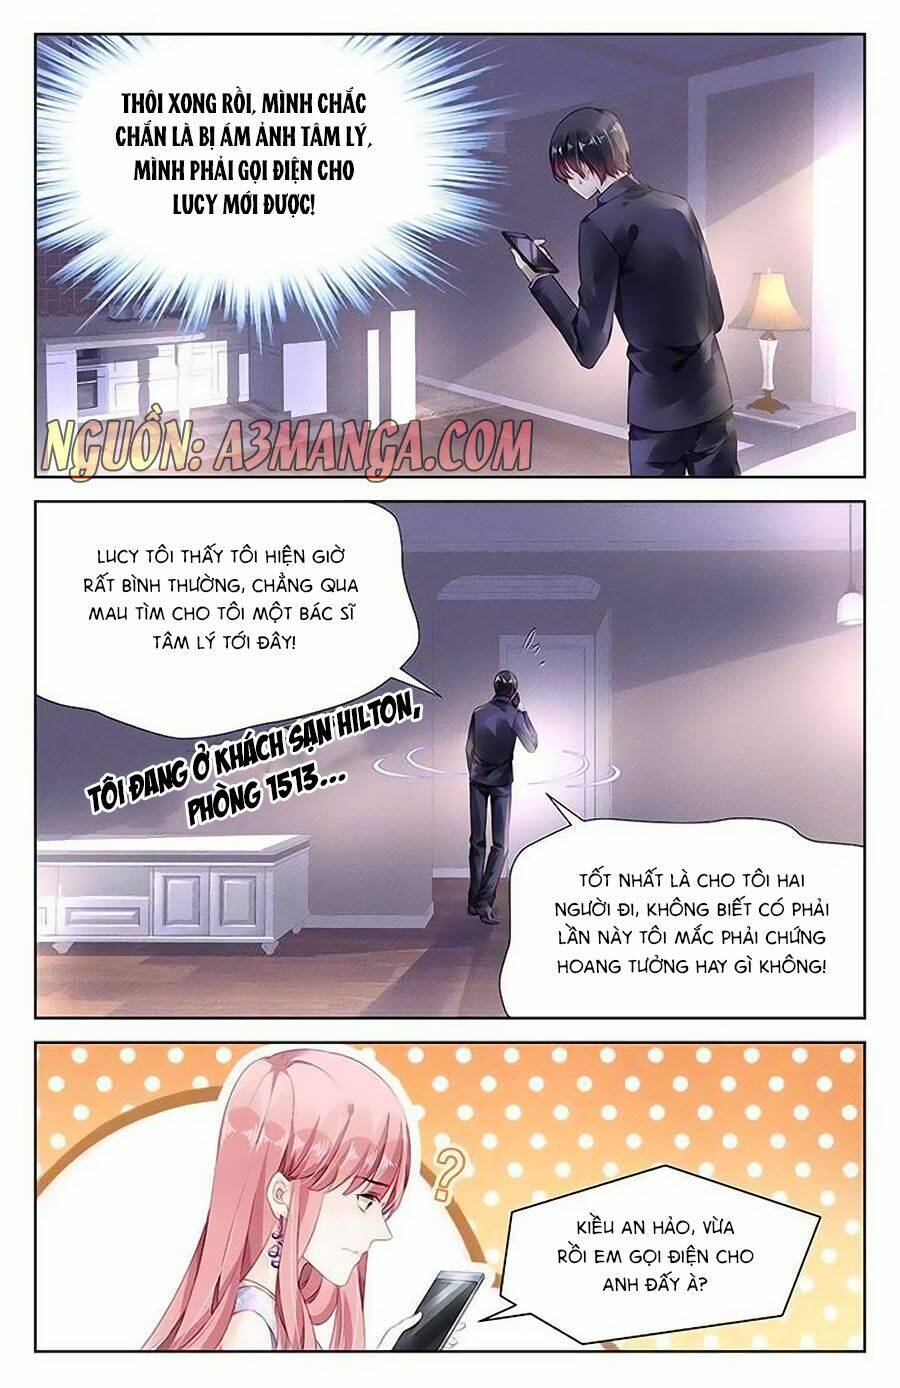 THÔI XONG RỒI, MÌNH CHẮC
CHẮN LÀ BỊ ÁM ẢNH TÂM LÝ,
MÌNH PHẢI GỌI ĐIỆN CHO
LUCY MỚI ĐƯỢC!
NGUỒN: A3MANGA.COM
LUCY TÔI THẤY TÔI HIỆN GIỜ
RẤT BÌNH THƯỜNG, CHẲNG QUA
MAU TÌM CHO TÔI MỘT BÁC SĨ
TÂM LÝ TỚI ĐÂY!
TÔI ĐANG Ở KHÁCH SẠN HILTON,
PHÒNG 1513...
TỐT NHẤT LÀ CHO TÔI HAI
NGƯỜI ĐI, KHÔNG BIẾT CÓ PHẢI
LẦN NÀY TÔI MẮC PHẢI CHỨNG
HOANG TƯỞNG HAY GÌ KHÔNG!
?
KIỀU AN HẢO, VỪA
RỒI EM GỌI ĐIỆN CHO
ANH ĐẤY À?